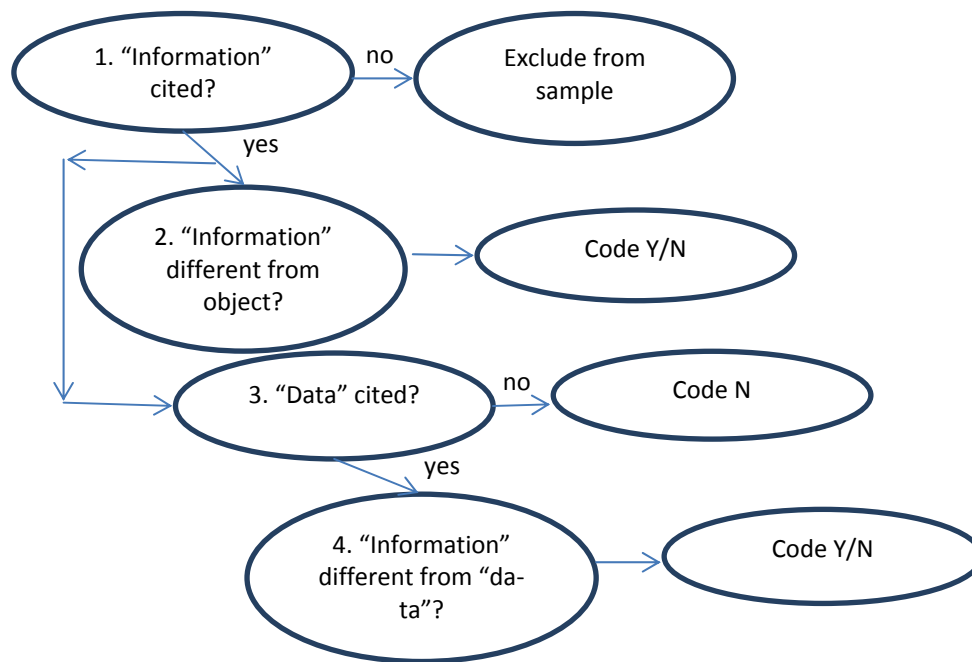 1. “Information”
cited?
no
Exclude from
sample
yes
2. “Information”
different from
object?
Code Y/N
3. “Data” cited?
no
Code N
yes
4. “Information”
different from “da-
ta”?
Code Y/N